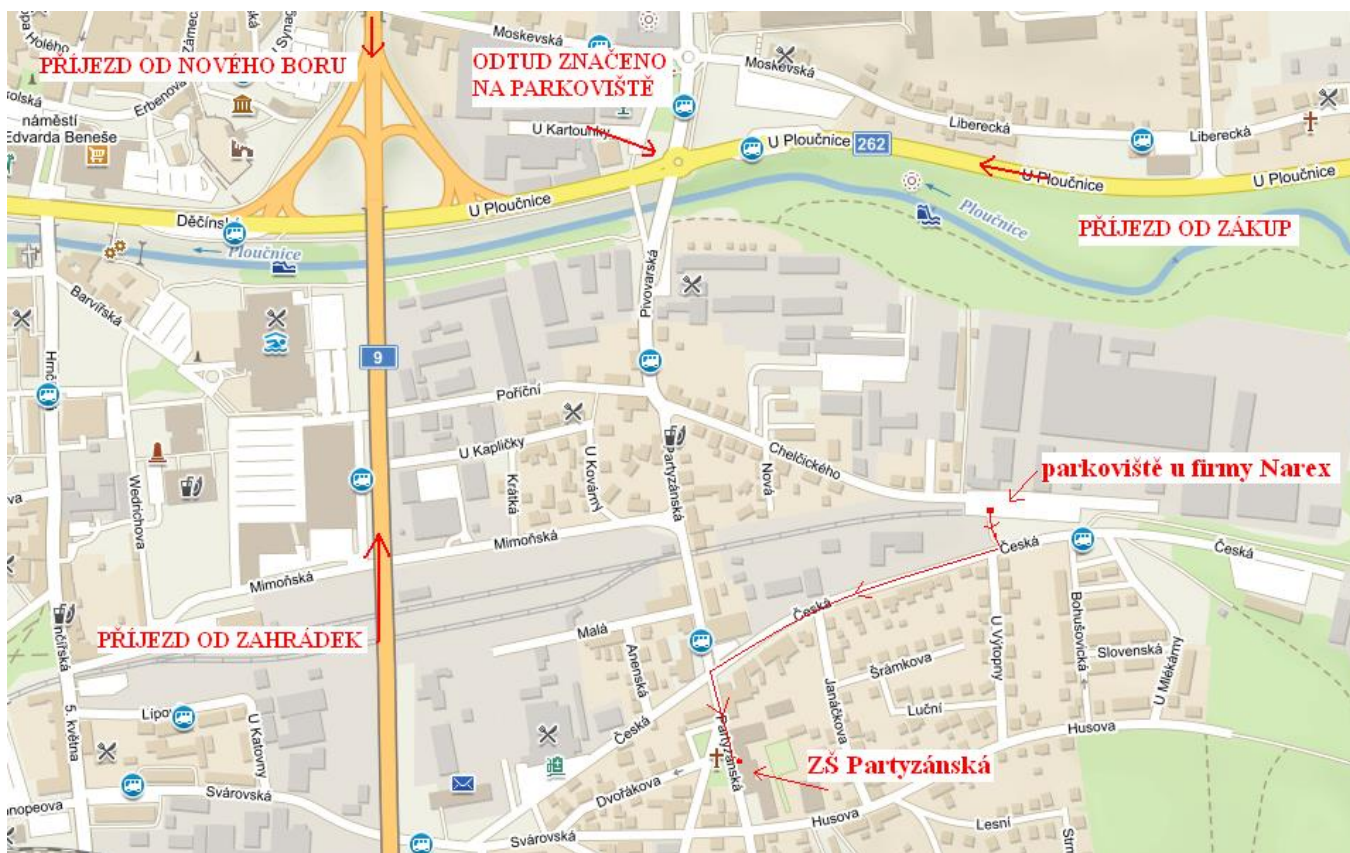 Moskevská
PŘÍJEZD OD NOVÉHO BORU
ODTUD ZNAČENO
NA PARKOVIŠTĚ
Moskevská
Erbenova
náměstí
Edvarda Beneše
U Kartounky
Liberecká
Liberecká
U Ploučnice
262
U Ploučnice
U Ploučnice
U Ploučnice
Děčínská
Ploučnice
Ploučnice
PŘÍJEZD OD ZÁKUP
Barvířská
Pivovarská
9
Poříční
U Kapličky
Krátká
U Kovárny
Partyzánská
Nová
Chelčického
parkoviště u firmy Narex
Wedrichova
Mimoňská
Mimoňská
Česká
Česká
PŘÍJEZD OD ZAHRÁDEK
Malá
Anenská
Česká
U Výtopny
Bohušovická
Slovenská
U Mlékárny
Šrámkova
Janáčkova
Luční
Husova
5. května
U Katovny
Česká
Partyzánská
ZŠ Partyzánská
Dvořákova
Svárovská
Svárovská
Husova
Lesní